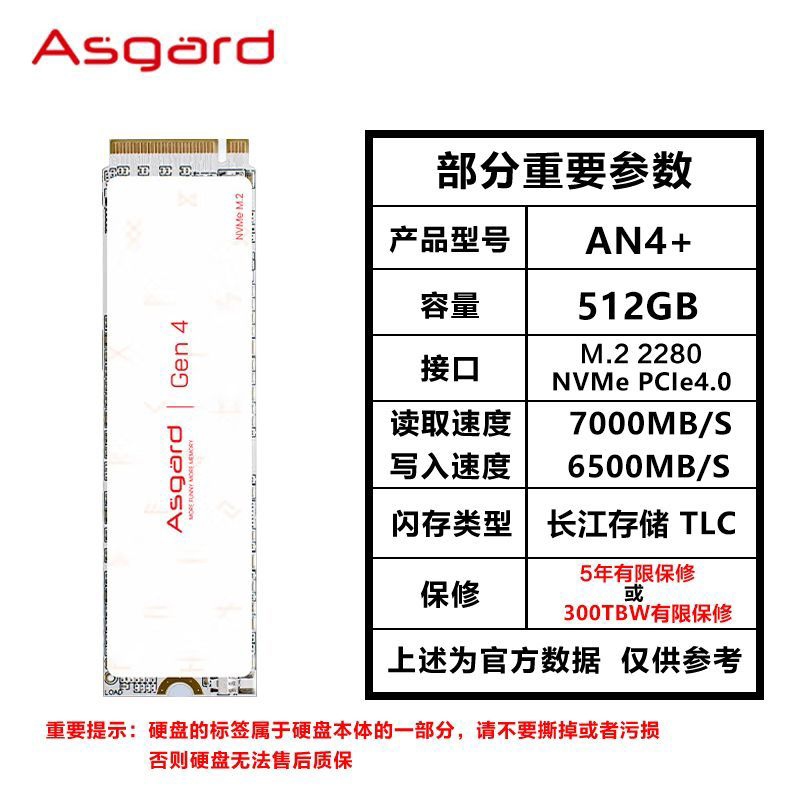 Asgard
NVMe M.2
Asgard | Gen 4
MORE FUNNY MORE MEMORY
LOAD
部分重要参数
产品型号 AN4+
容量 512GB
接口 M.2 2280
NVMe PCIe4.0
读取速度 7000MB/S
写入速度 6500MB/S
闪存类型 长江存储 TLC
保修 5年有限保修
或
300TBW有限保修
上述为官方数据 仅供参考
重要提示：硬盘的标签属于硬盘本体的一部分，请不要撕掉或者污损
否则硬盘无法售后质保